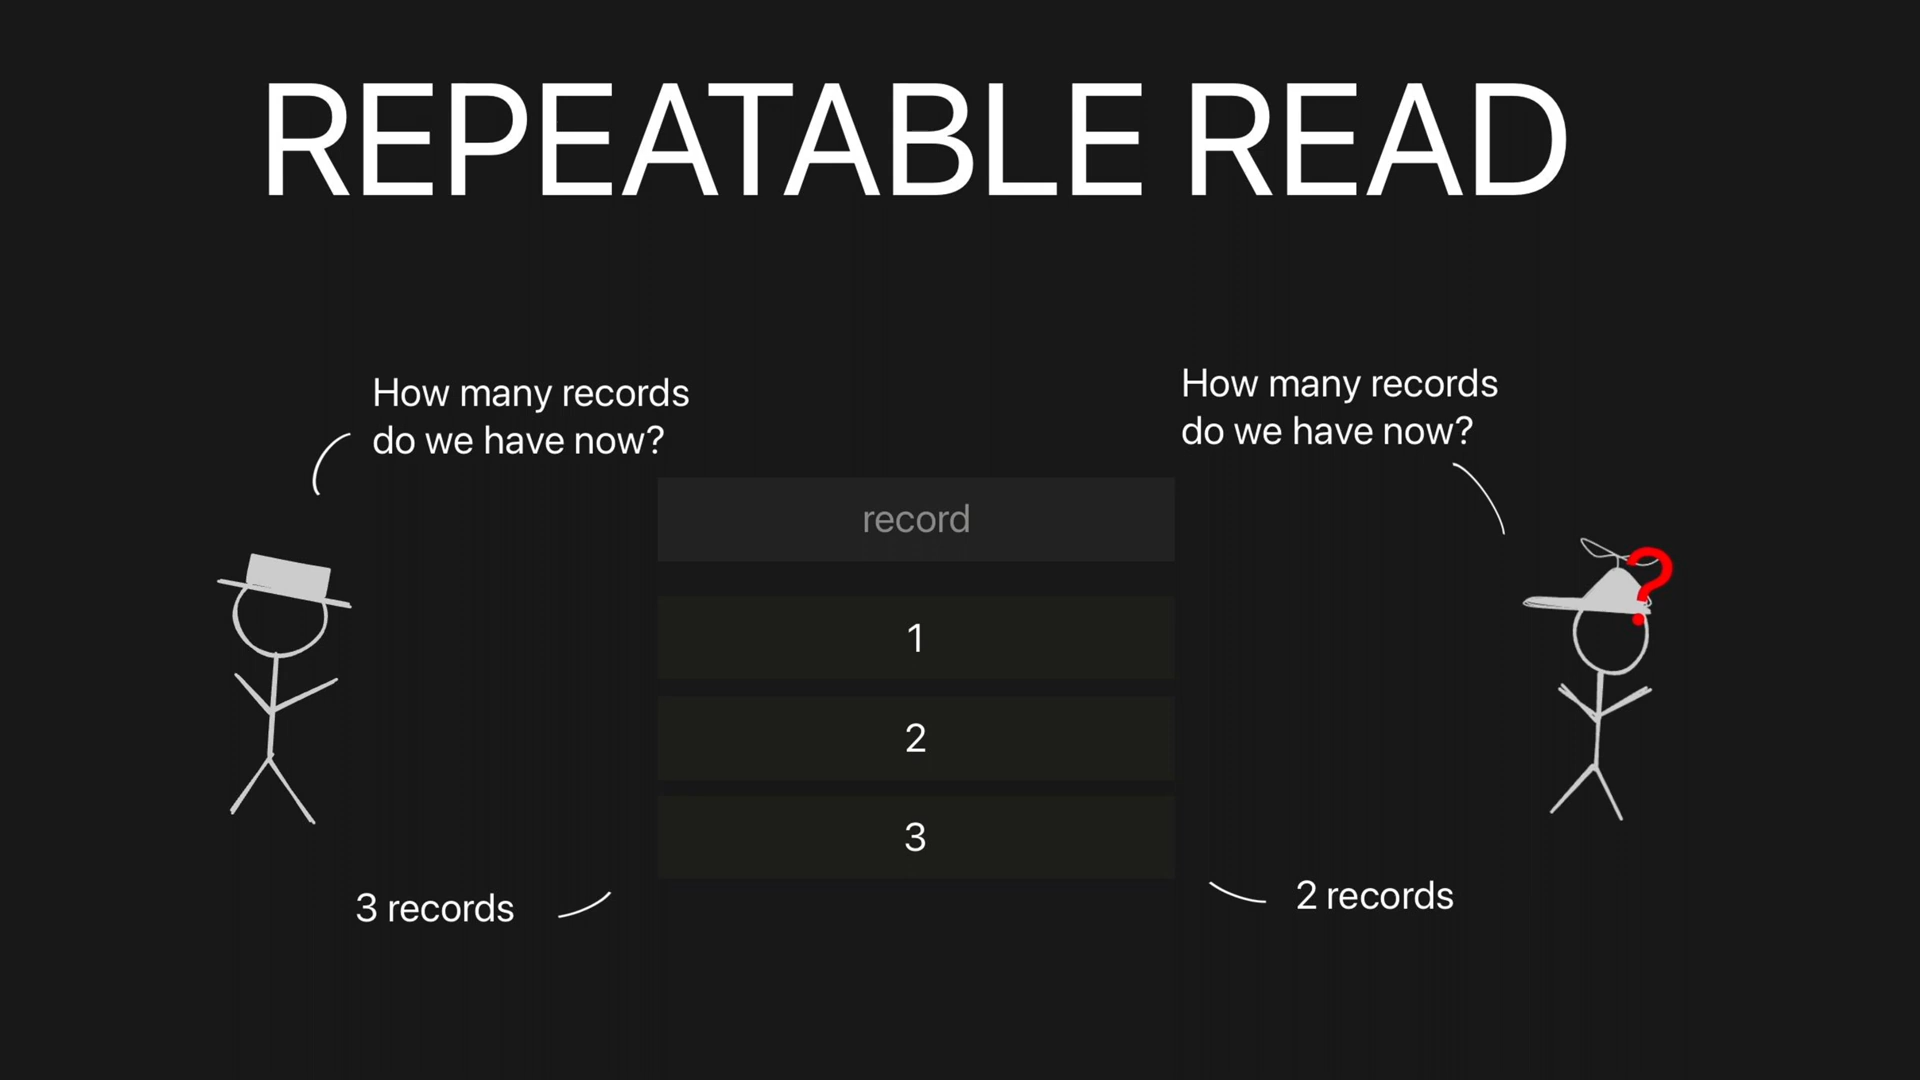 REPEATABLE READ
How many records
do we have now?
How many records
do we have now?
record
1
2
3
3 records
2 records
?